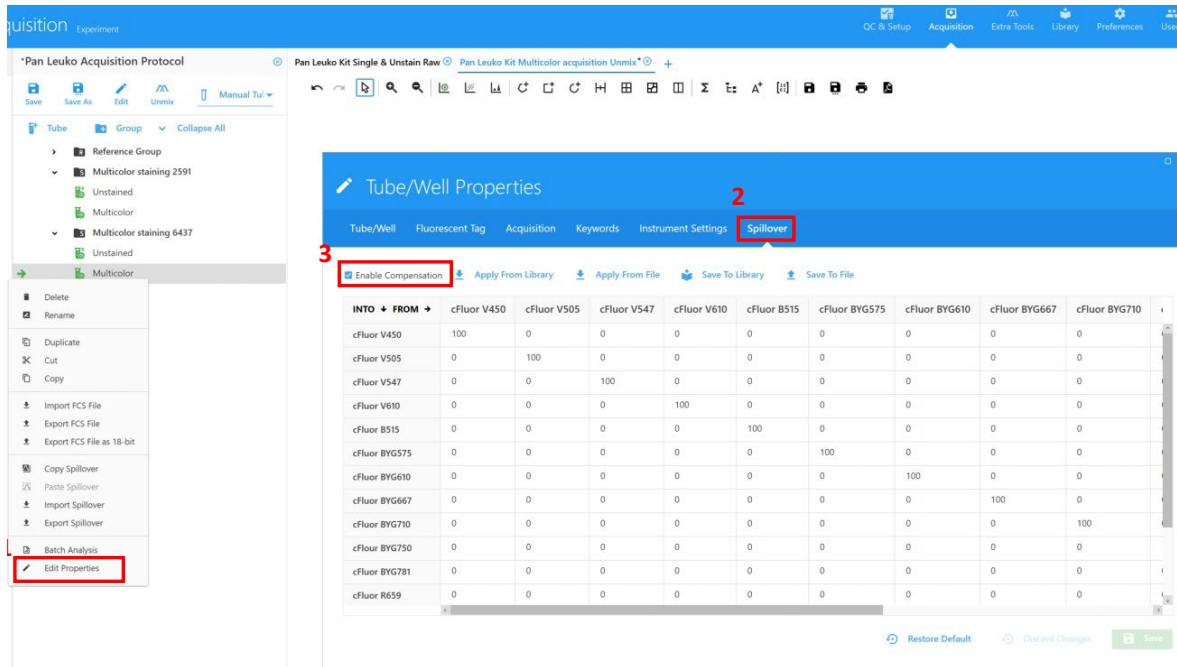 quisition Experiment
QC & Setup Acquisition Extra Tools Library Preferences Use
*Pan Leuko Acquisition Protocol
Pan Leuko Kit Single & Unstain Raw Pan Leuko Kit Multicolor acquisition Unmix* +
Save Save As Edit Unmix Manual Tu
Tube Group Collapse All
Reference Group
Multicolor staining 2591
Unstained
Multicolor
Multicolor staining 6437
Unstained
Multicolor
Delete
Rename
Duplicate
Cut
Copy
Import FCS File
Export FCS File
Export FCS File as 18-bit
Copy Spillover
Paste Spillover
Import Spillover
Export Spillover
Batch Analysis
Edit Properties
Tube/Well Properties
2
Tube/Well Fluorescent Tag Acquisition Keywords Instrument Settings Spillover
3
Enable Compensation Apply From Library Apply From File Save To Library Save To File
INTO ↓ FROM → cFluor V450 cFluor V505 cFluor V547 cFluor V610 cFluor B515 cFluor BYG575 cFluor BYG610 cFluor BYG667 cFluor BYG710
cFluor V450 100 0 0 0 0 0 0 0 0
cFluor V505 0 100 0 0 0 0 0 0 0
cFluor V547 0 0 100 0 0 0 0 0 0
cFluor V610 0 0 0 100 0 0 0 0 0
cFluor B515 0 0 0 0 100 0 0 0 0
cFluor BYG575 0 0 0 0 0 100 0 0 0
cFluor BYG610 0 0 0 0 0 0 100 0 0
cFluor BYG667 0 0 0 0 0 0 0 100 0
cFluor BYG710 0 0 0 0 0 0 0 0 100
cFlour BYG750 0 0 0 0 0 0 0 0 0
cFluor BYG781 0 0 0 0 0 0 0 0 0
cFluor R659 0 0 0 0 0 0 0 0 0
Restore Default Discard Changes Save